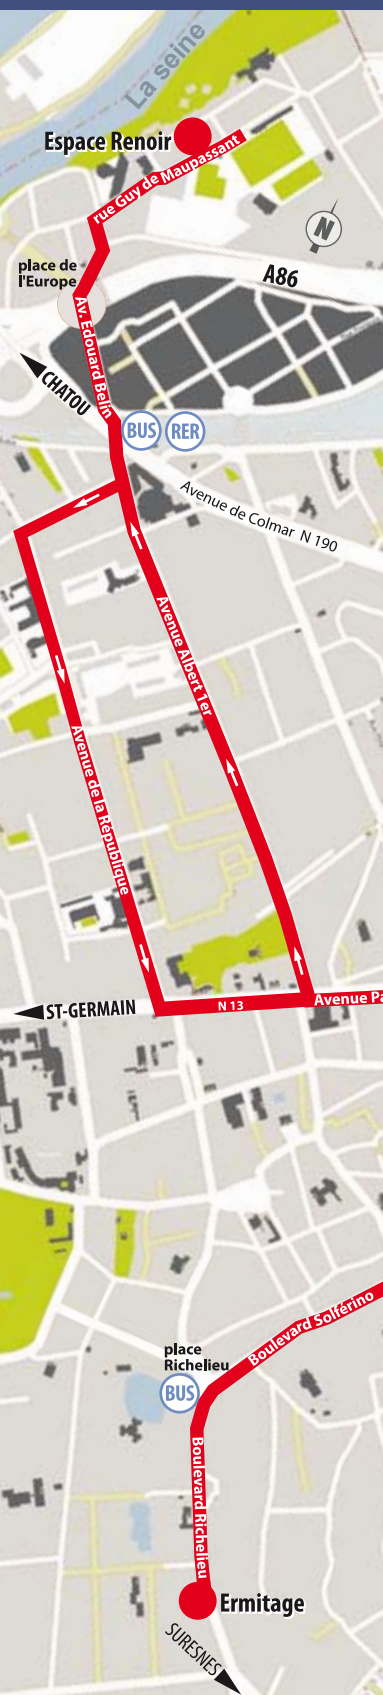 La seine
Espace Renoir
rue Guy de Maupassant
N
place de
l'Europe
A86
Av. Edouard Belin
CHATOU
BUS
RER
Avenue de Colmar N 190
Avenue Albert 1er
Avenue de la République
ST-GERMAIN
N 13
Avenue Pa
Boulevard Solférino
place
Richelieu
BUS
Boulevard Richelieu
Ermitage
SURESNES